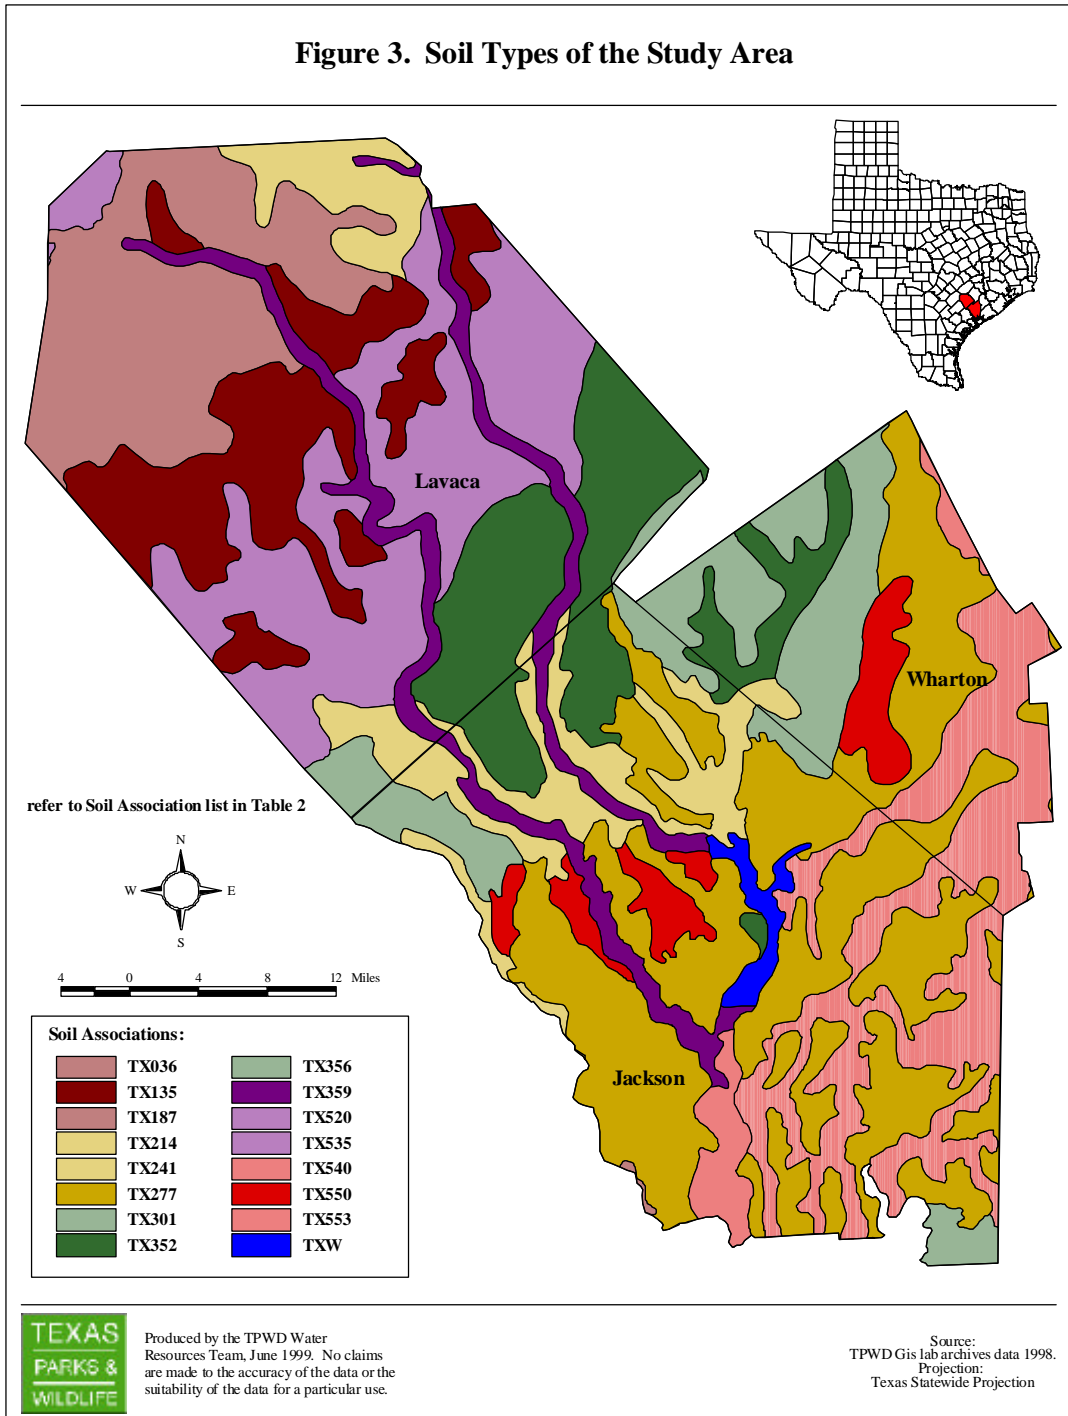 Figure 3. Soil Types of the Study Area
Lavaca
Wharton
refer to Soil Association list in Table 2
N
W
E
S
4 0 4 8 12 Miles
Jackson
Soil Associations:
TX036
TX135
TX187
TX214
TX241
TX277
TX301
TX352
TX356
TX359
TX520
TX535
TX540
TX550
TX553
TXW
TEXAS
PARKS &
WILDLIFE
Produced by the TPWD Water
Resources Team, June 1999. No claims
are made to the accuracy of the data or the
suitability of the data for a particular use.
Source:
TPWD Gis lab archives data 1998.
Projection:
Texas Statewide Projection